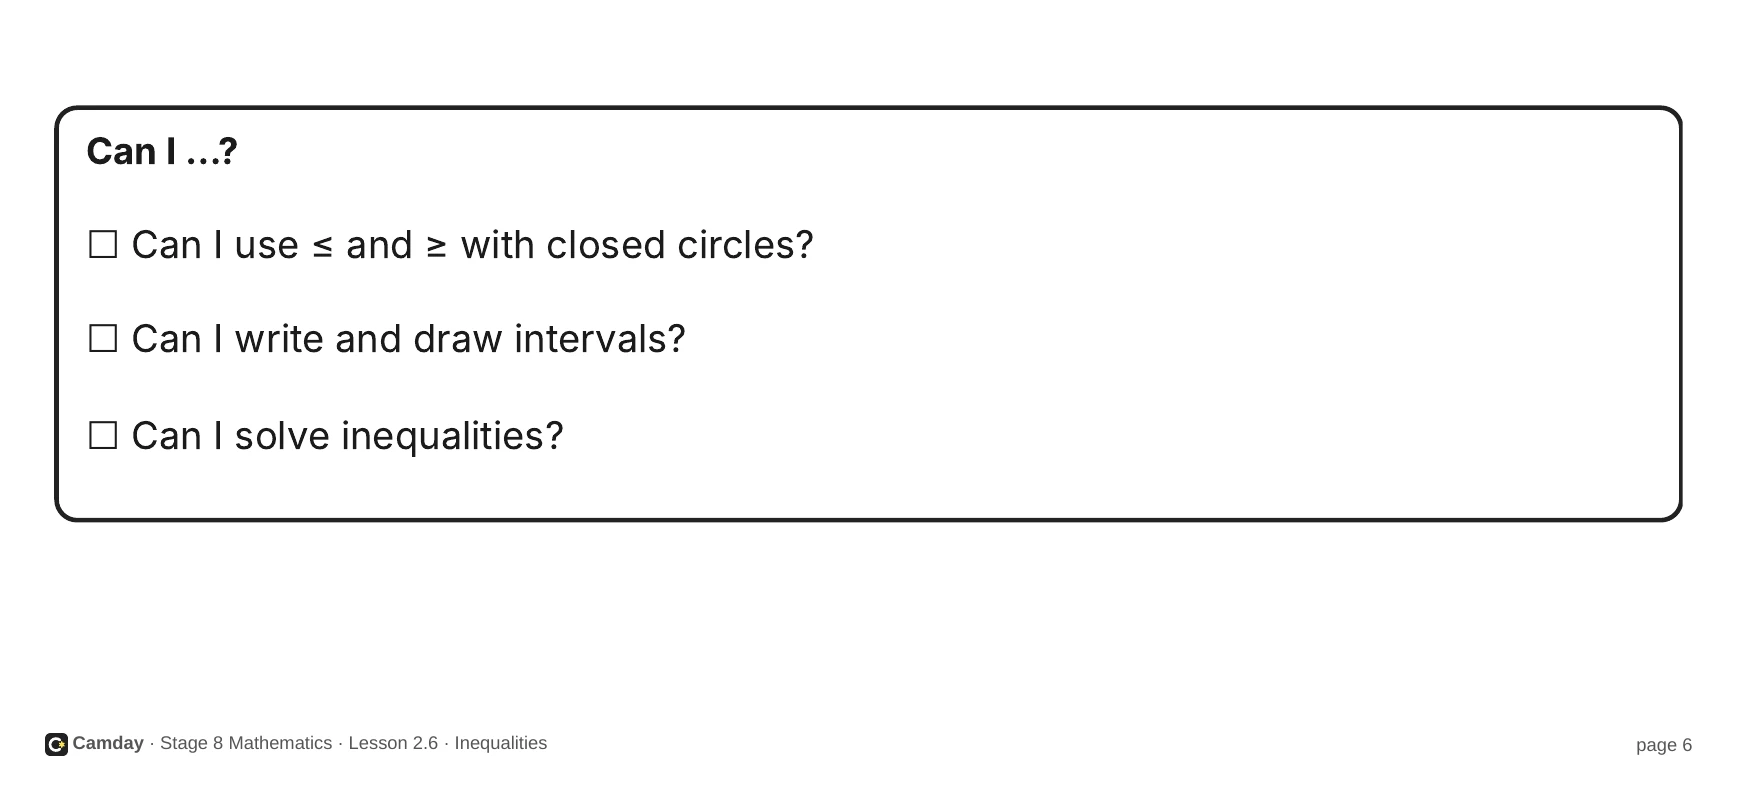 Can I …?
☐ Can I use ≤ and ≥ with closed circles?
☐ Can I write and draw intervals?
☐ Can I solve inequalities?
Camday · Stage 8 Mathematics · Lesson 2.6 · Inequalities
page 6